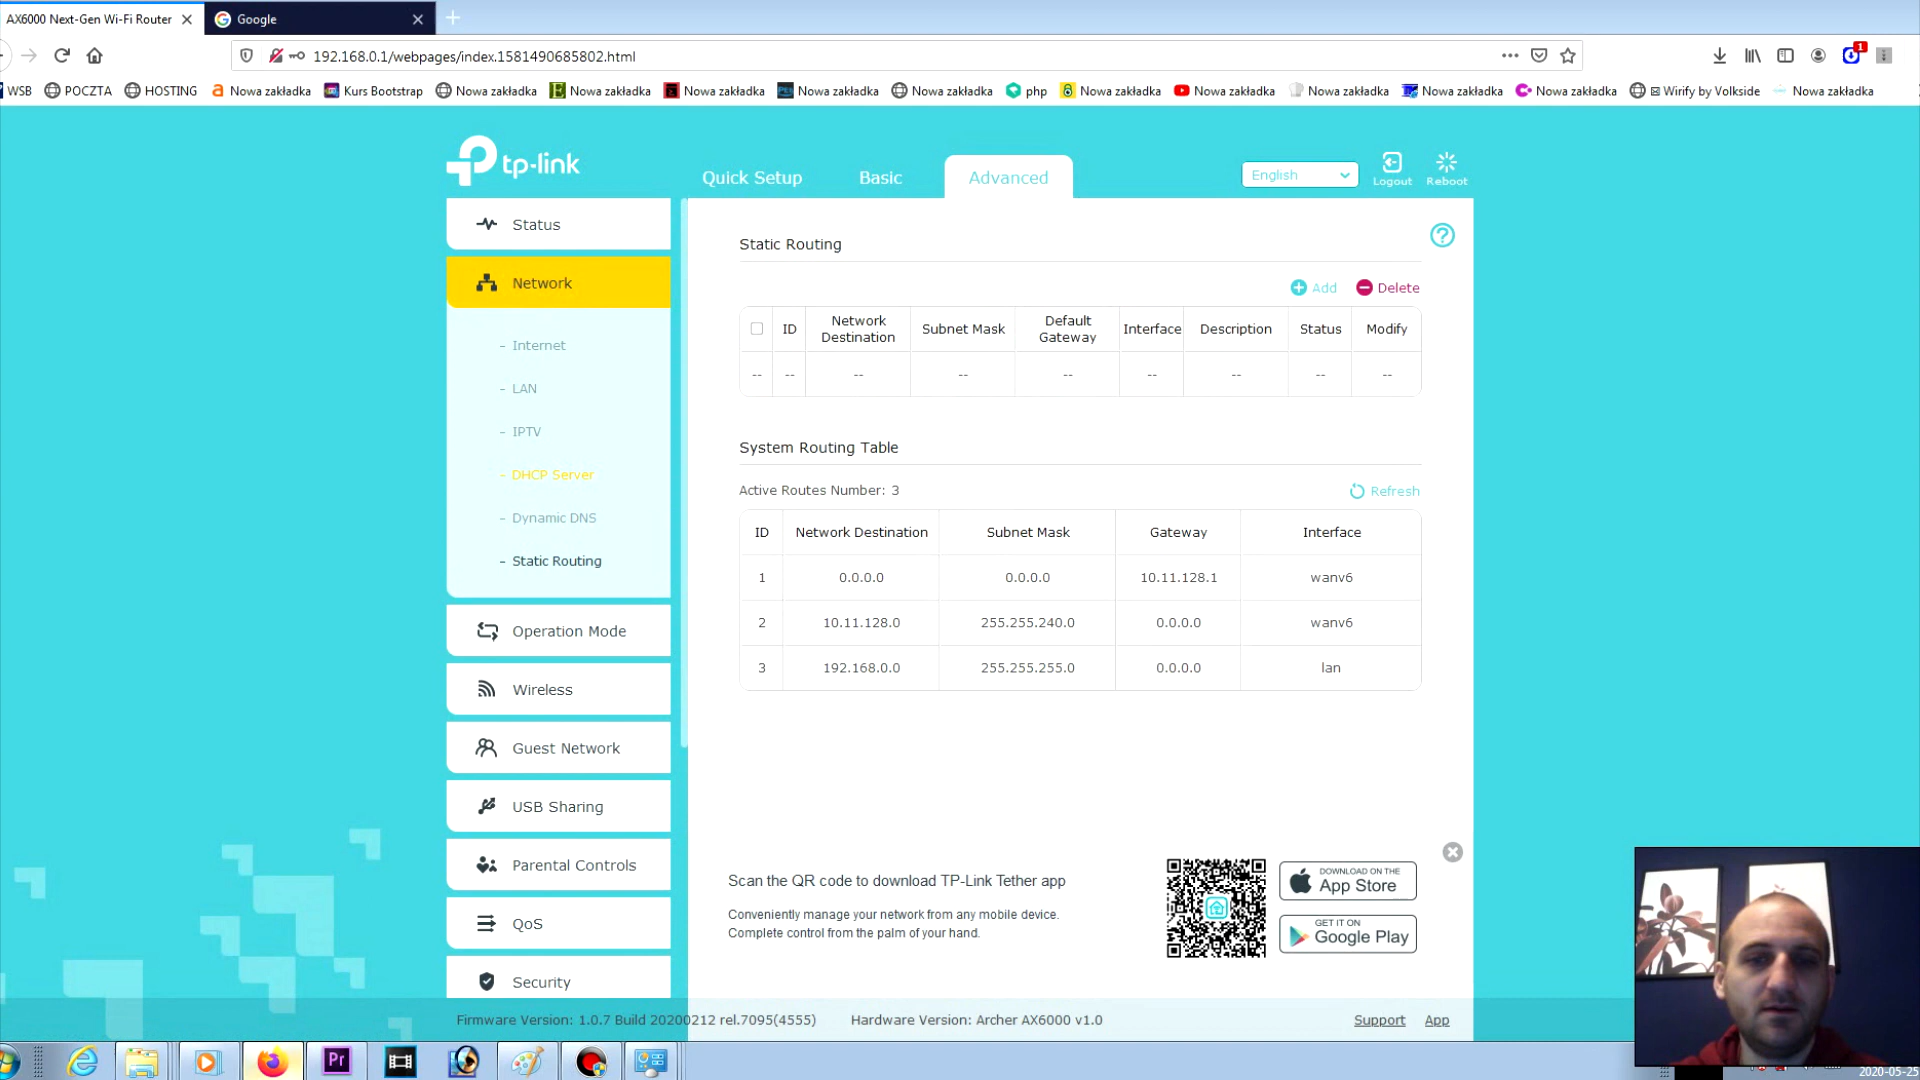 AX6000 Next-Gen Wi-Fi Router
Google
192.168.0.1/webpages/index.1581490685802.html
1
WSB POCZTA HOSTING Nowa zakładka Kurs Bootstrap Nowa zakładka Nowa zakładka Nowa zakładka Nowa zakładka Nowa zakładka php Nowa zakładka Nowa zakładka Nowa zakładka Nowa zakładka Nowa zakładka Wirify by Volkside Nowa zakładka
tp-link
Quick Setup
Basic
Advanced
English
Logout
Reboot
Status
Network
- Internet
- LAN
- IPTV
- DHCP Server
- Dynamic DNS
- Static Routing
Operation Mode
Wireless
Guest Network
USB Sharing
Parental Controls
QoS
Security
Static Routing
?
Add Delete
ID Network Destination Subnet Mask Default Gateway Interface Description Status Modify
-- -- -- -- -- -- -- -- --
System Routing Table
Active Routes Number: 3
Refresh
ID Network Destination Subnet Mask Gateway Interface
1 0.0.0.0 0.0.0.0 10.11.128.1 wanv6
2 10.11.128.0 255.255.240.0 0.0.0.0 wanv6
3 192.168.0.0 255.255.255.0 0.0.0.0 lan
Scan the QR code to download TP-Link Tether app
Conveniently manage your network from any mobile device.
Complete control from the palm of your hand.
DOWNLOAD ON THE
App Store
GET IT ON
Google Play
Firmware Version: 1.0.7 Build 20200212 rel.7095(4555)
Hardware Version: Archer AX6000 v1.0
Support
App
Pr
2020-05-25